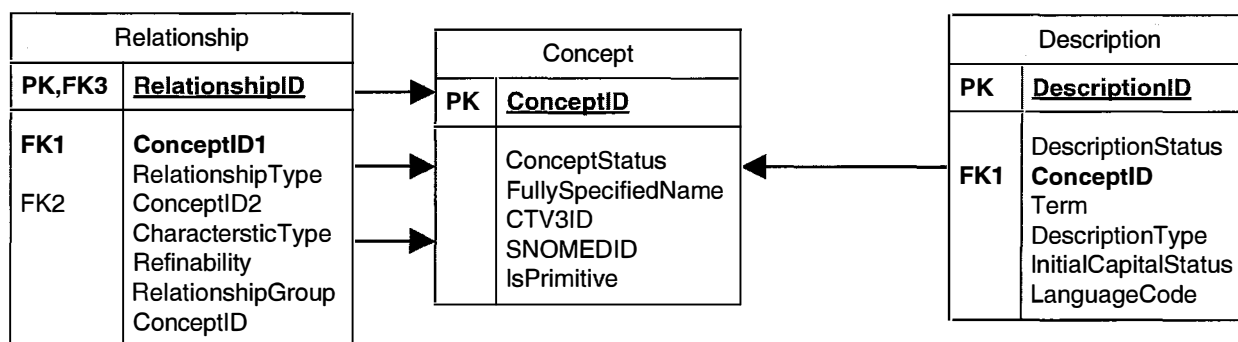 Relationship
PK,FK3 RelationshipID
FK1 ConceptID1
RelationshipType
FK2 ConceptID2
CharactersticType
Refinability
RelationshipGroup
ConceptID
Concept
PK ConceptID
ConceptStatus
FullySpecifiedName
CTV3ID
SNOMEDID
IsPrimitive
Description
PK DescriptionID
DescriptionStatus
FK1 ConceptID
Term
DescriptionType
InitialCapitalStatus
LanguageCode